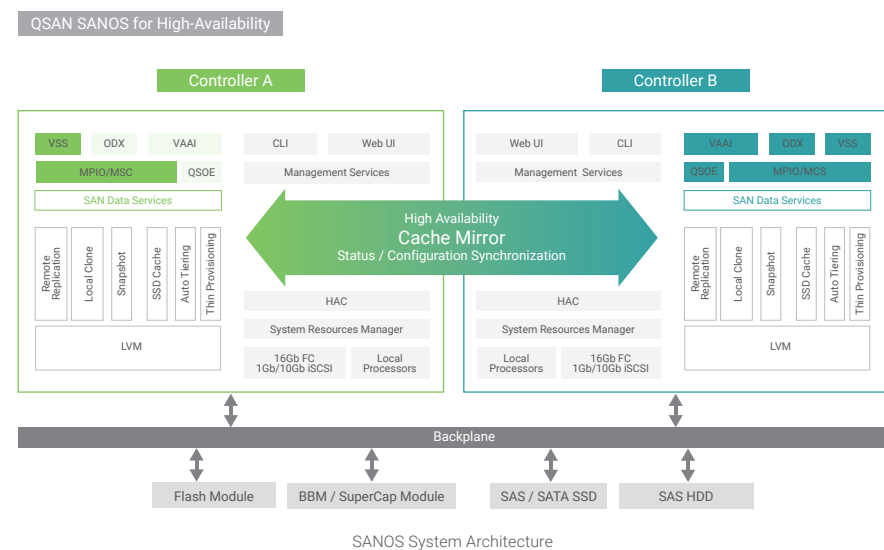 QSAN SANOS for High-Availability
Controller A
Controller B
VSS
ODX
VAAI
CLI
Web UI
MPIO/MSC
QSOE
Management Services
SAN Data Services
Web UI
CLI
VAAI
ODX
VSS
Management Services
QSOE
MPIO/MCS
SAN Data Services
High Availability
Cache Mirror
Status / Configuration Synchronization
Remote
Replication
Local Clone
Snapshot
SSD Cache
Auto Tiering
Thin Provisioning
LVM
HAC
System Resources Manager
16Gb FC
1Gb/10Gb iSCSI
Local
Processors
HAC
System Resources Manager
Local
Processors
16Gb FC
1Gb/10Gb iSCSI
Remote
Replication
Local Clone
Snapshot
SSD Cache
Auto Tiering
Thin Provisioning
LVM
Backplane
Flash Module
BBM / SuperCap Module
SAS / SATA SSD
SAS HDD
SANOS System Architecture